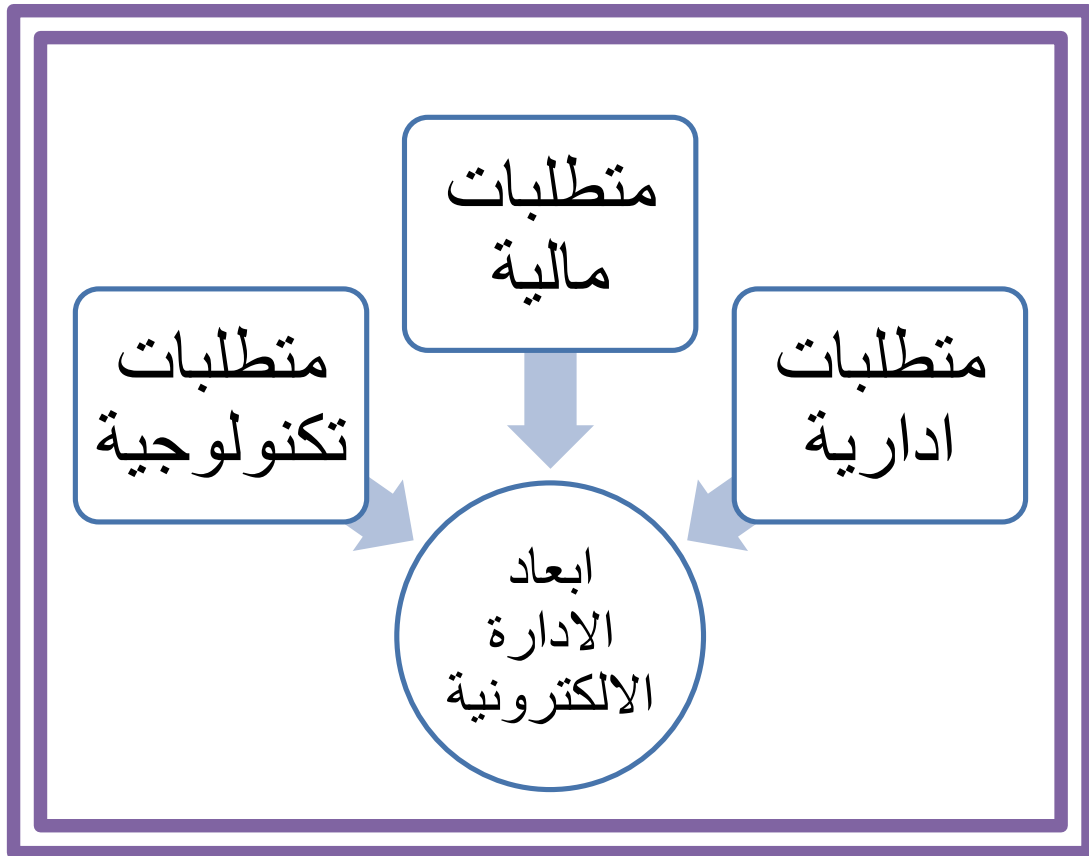 متطلبات
مالية
متطلبات
ادارية
متطلبات
تكنولوجية
ابعاد
الادارة
الالكترونية